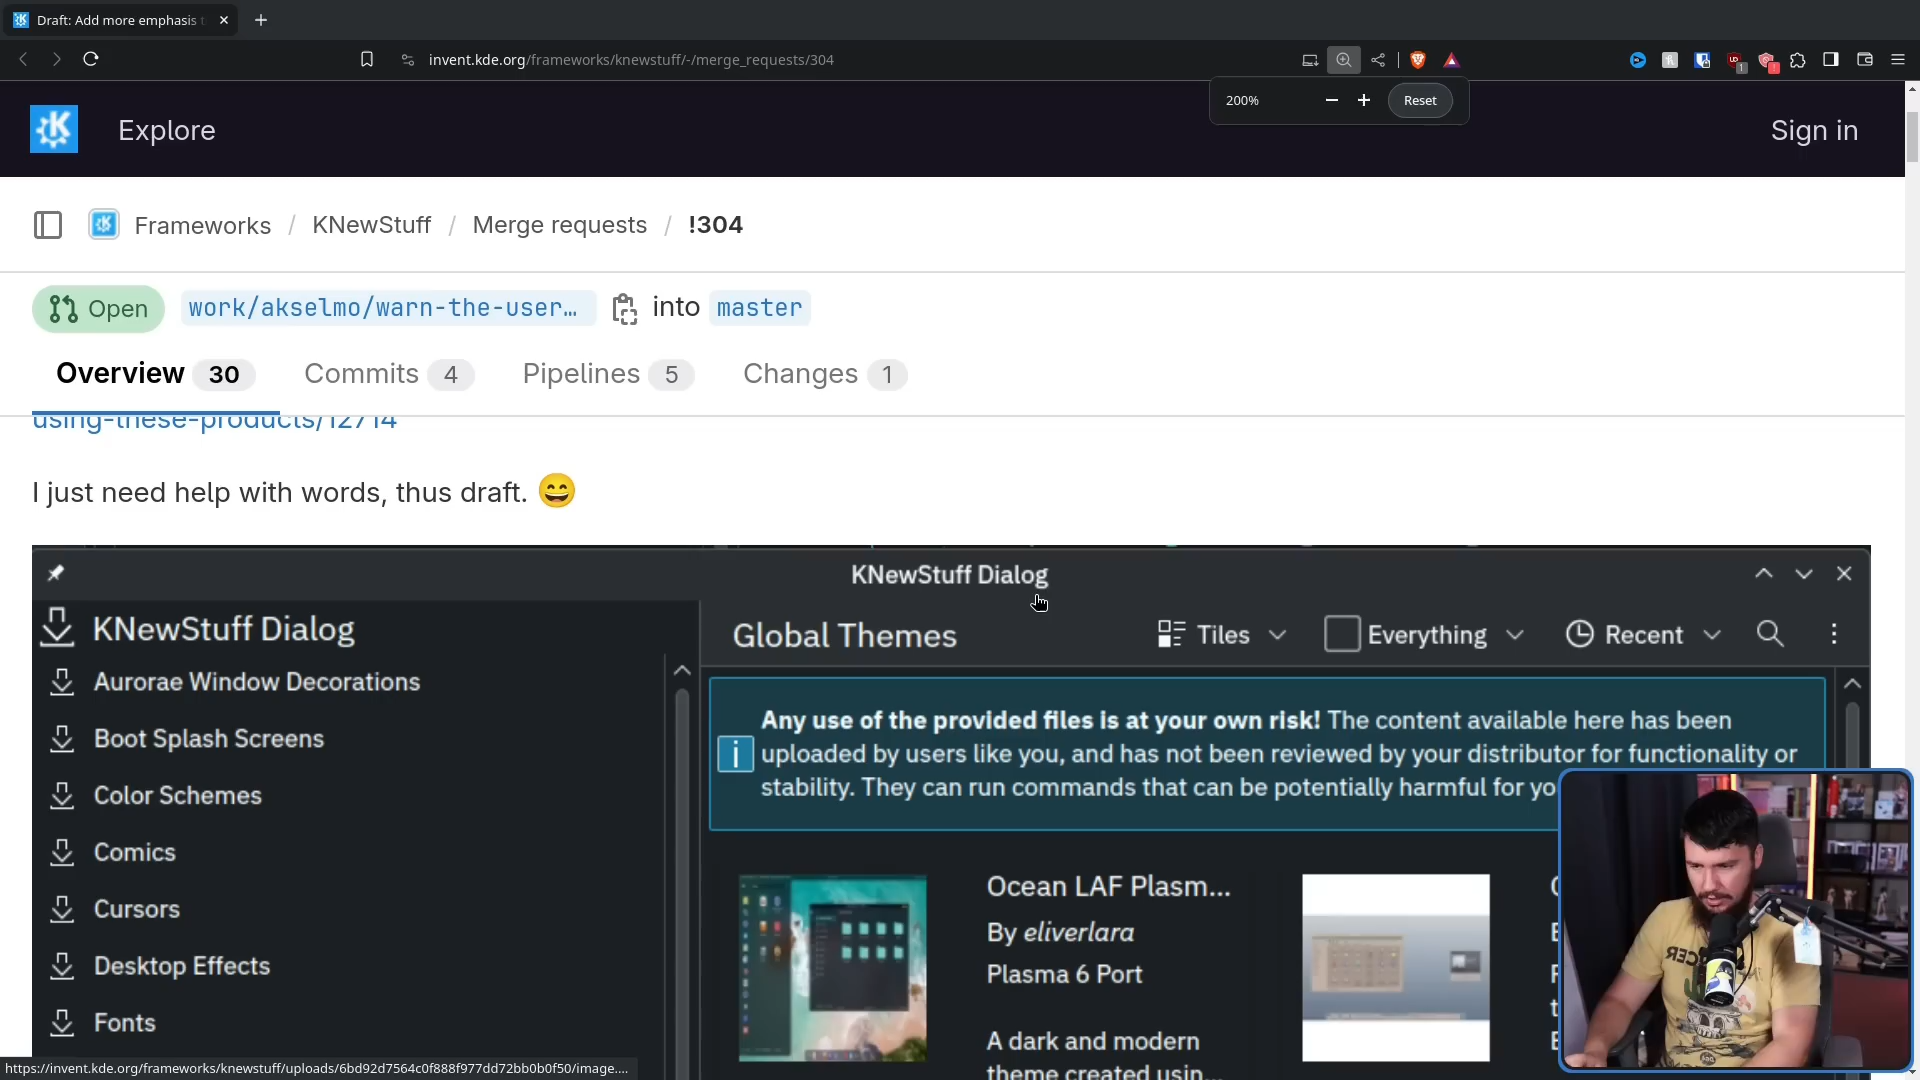 Draft: Add more emphasis t
invent.kde.org/frameworks/knewstuff/-/merge_requests/304
200%
Reset
Explore
Sign in
Frameworks / KNewStuff / Merge requests / !304
Open work/akselmo/warn-the-user… into master
Overview 30 Commits 4 Pipelines 5 Changes 1
using-these-products/12714
I just need help with words, thus draft. 😄
KNewStuff Dialog
KNewStuff Dialog
Global Themes
Tiles
Everything
Recent
Aurorae Window Decorations
Boot Splash Screens
Color Schemes
Comics
Cursors
Desktop Effects
Fonts
Any use of the provided files is at your own risk! The content available here has been
uploaded by users like you, and has not been reviewed by your distributor for functionality or
stability. They can run commands that can be potentially harmful for yo
Ocean LAF Plasm...
By eliverlara
Plasma 6 Port
A dark and modern
theme created usin...
https://invent.kde.org/frameworks/knewstuff/uploads/6bd92d7564c0f888f977dd72bb0b0f50/image....